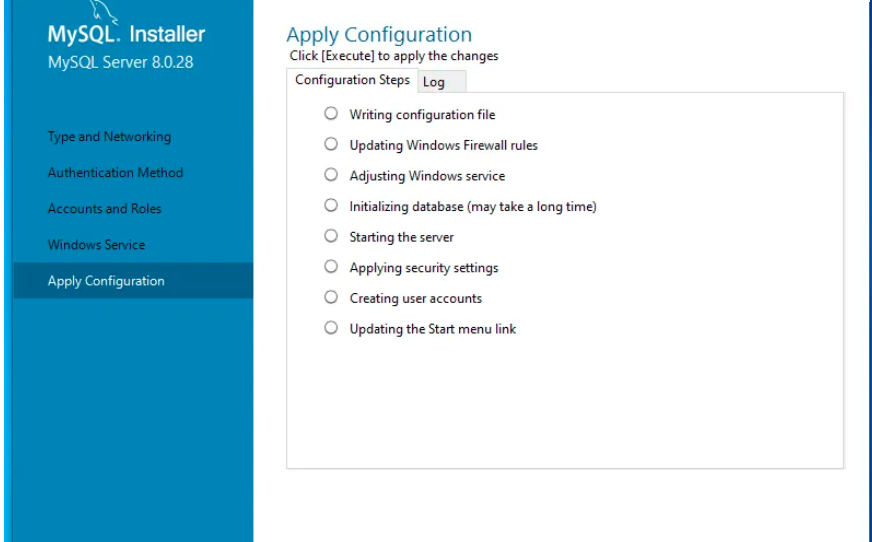 MySQL. Installer
MySQL Server 8.0.28
Type and Networking
Authentication Method
Accounts and Roles
Windows Service
Apply Configuration
Apply Configuration
Click [Execute] to apply the changes
Configuration Steps
Log
Writing configuration file
Updating Windows Firewall rules
Adjusting Windows service
Initializing database (may take a long time)
Starting the server
Applying security settings
Creating user accounts
Updating the Start menu link